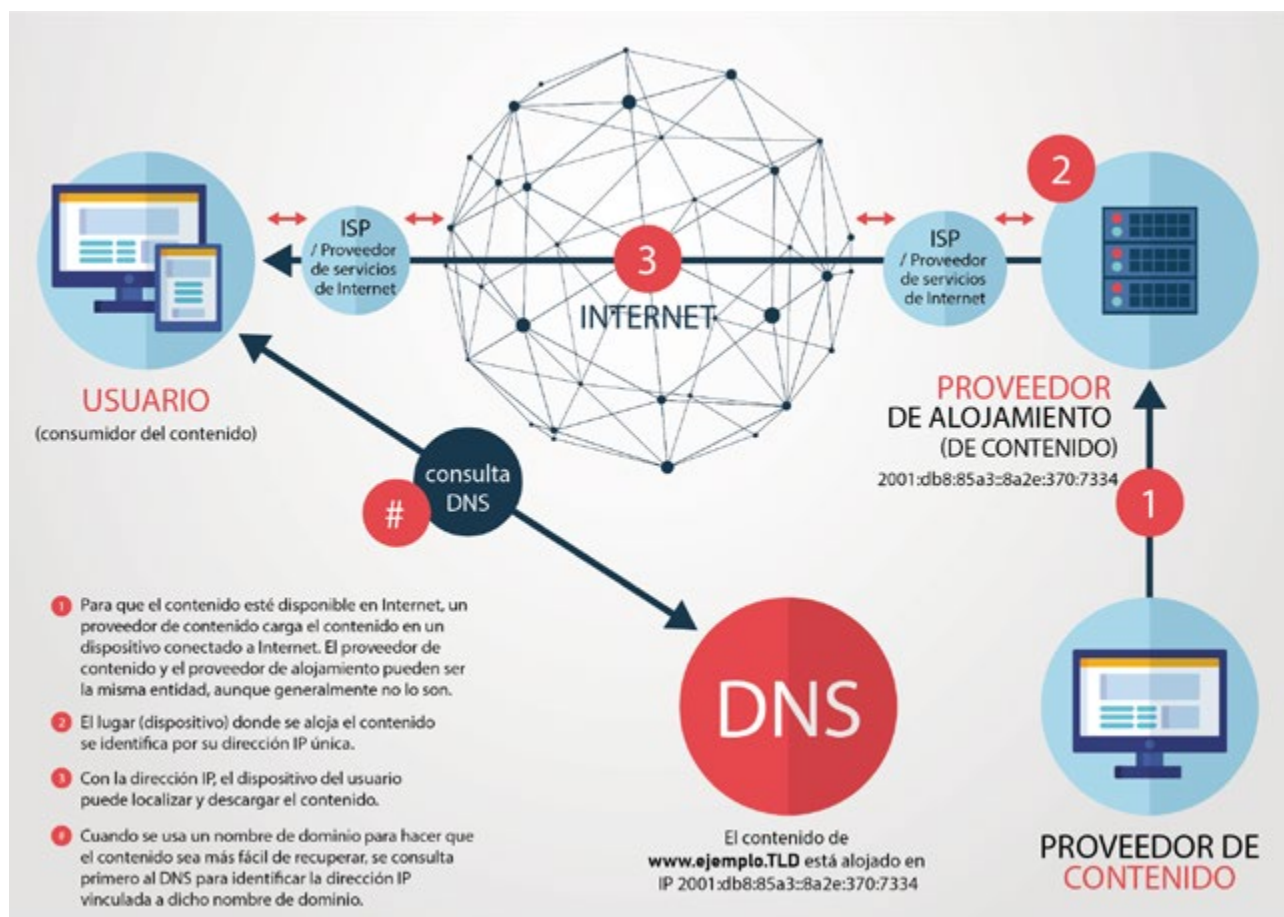 ISP
/ Proveedor
de servicios
de Internet
3
INTERNET
ISP
/ Proveedor
de servicios
de Internet
2
USUARIO
(consumidor del contenido)
PROVEEDOR
DE ALOJAMIENTO
(DE CONTENIDO)
2001:db8:85a3::8a2e:370:7334
consulta
DNS
#
1
1 Para que el contenido esté disponible en Internet, un
proveedor de contenido carga el contenido en un
dispositivo conectado a Internet. El proveedor de
contenido y el proveedor de alojamiento pueden ser
la misma entidad, aunque generalmente no lo son.
2 El lugar (dispositivo) donde se aloja el contenido
se identifica por su dirección IP única.
3 Con la dirección IP, el dispositivo del usuario
puede localizar y descargar el contenido.
# Cuando se usa un nombre de dominio para hacer que
el contenido sea más fácil de recuperar, se consulta
primero al DNS para identificar la dirección IP
vinculada a dicho nombre de dominio.
DNS
El contenido de
www.ejemplo.TLD está alojado en
IP 2001:db8:85a3::8a2e:370:7334
PROVEEDOR DE
CONTENIDO